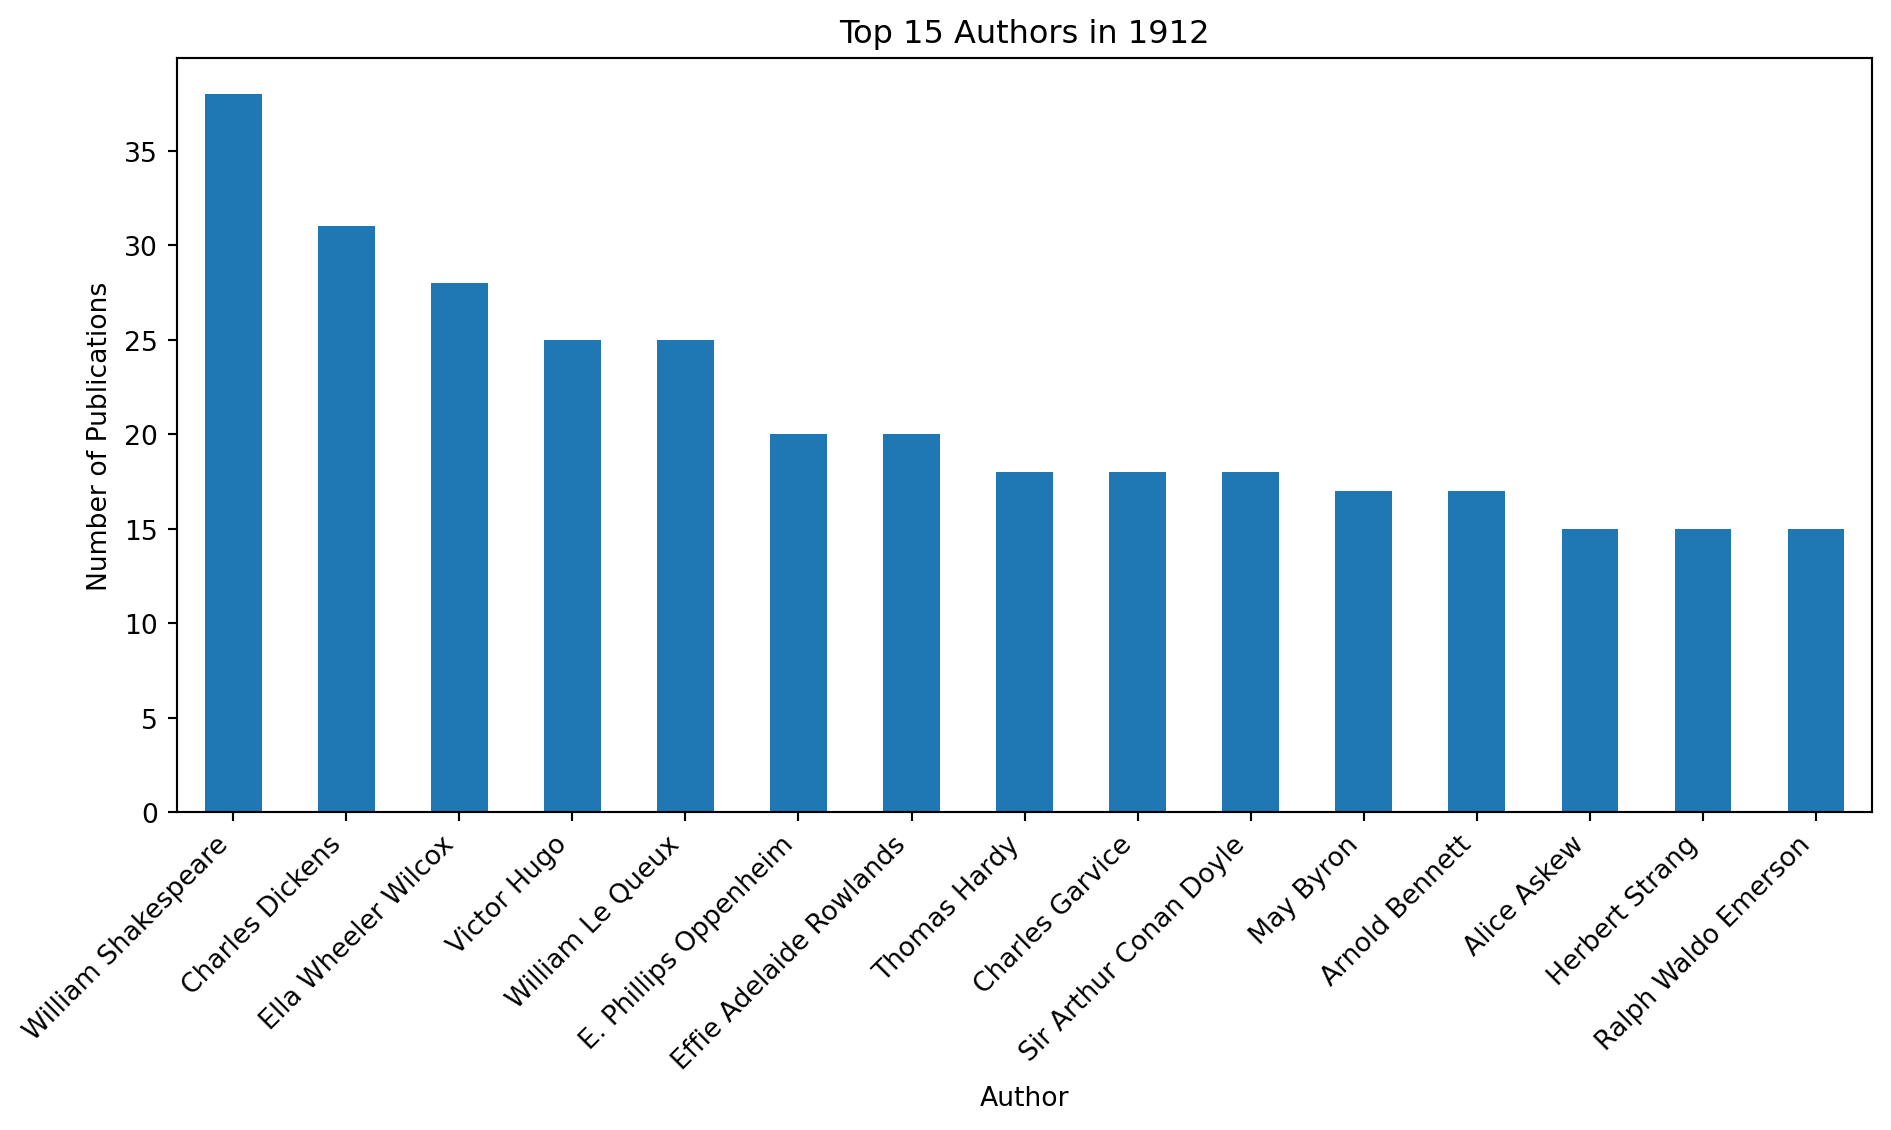 Top 15 Authors in 1912
Number of Publications
35
30
25
20
15
10
5
0
William Shakespeare
Charles Dickens
Ella Wheeler Wilcox
Victor Hugo
William Le Queux
E. Phillips Oppenheim
Effie Adelaide Rowlands
Thomas Hardy
Charles Garvice
Sir Arthur Conan Doyle
May Byron
Arnold Bennett
Alice Askew
Herbert Strang
Ralph Waldo Emerson
Author